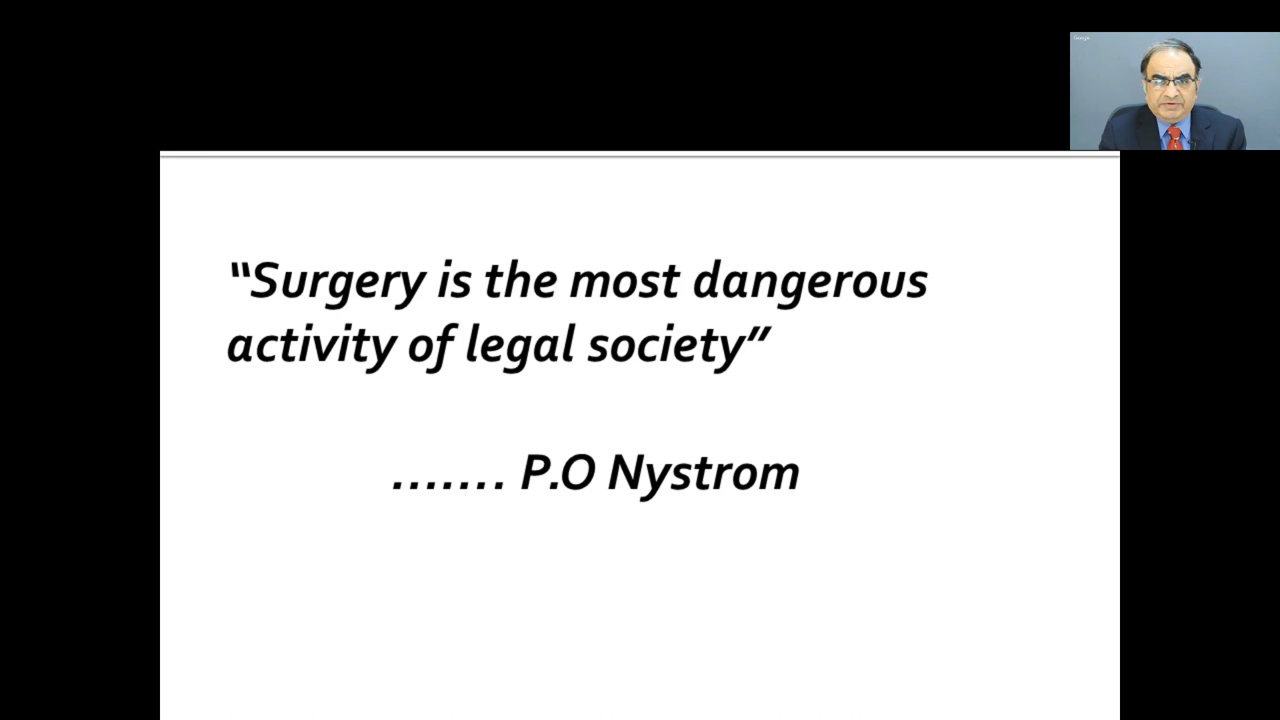 “Surgery is the most dangerous
activity of legal society”
....... P.O Nystrom